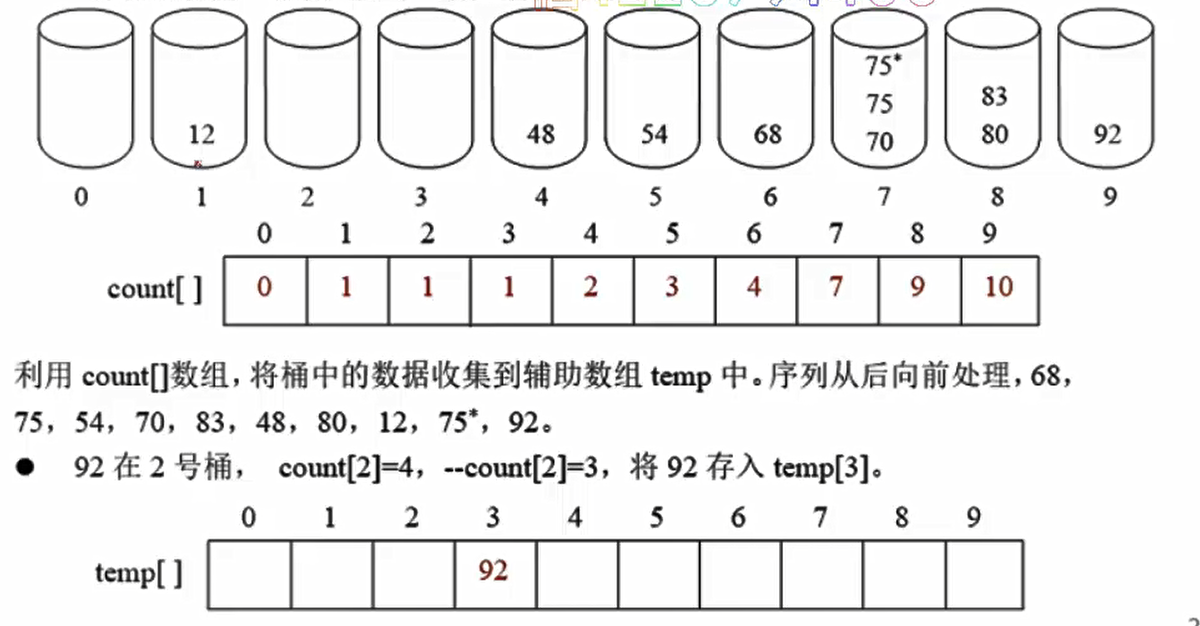 75*
12 48 54 68 75 83 92
70 80
0 1 2 3 4 5 6 7 8 9
0 1 2 3 4 5 6 7 8 9
count[ ] 0 1 1 1 2 3 4 7 9 10
利用 count[]数组，将桶中的数据收集到辅助数组 temp 中。序列从后向前处理，68，
75，54，70，83，48，80，12，75*，92。
● 92 在 2 号桶， count[2]=4，--count[2]=3，将 92 存入 temp[3]。
0 1 2 3 4 5 6 7 8 9
temp[ ] 92